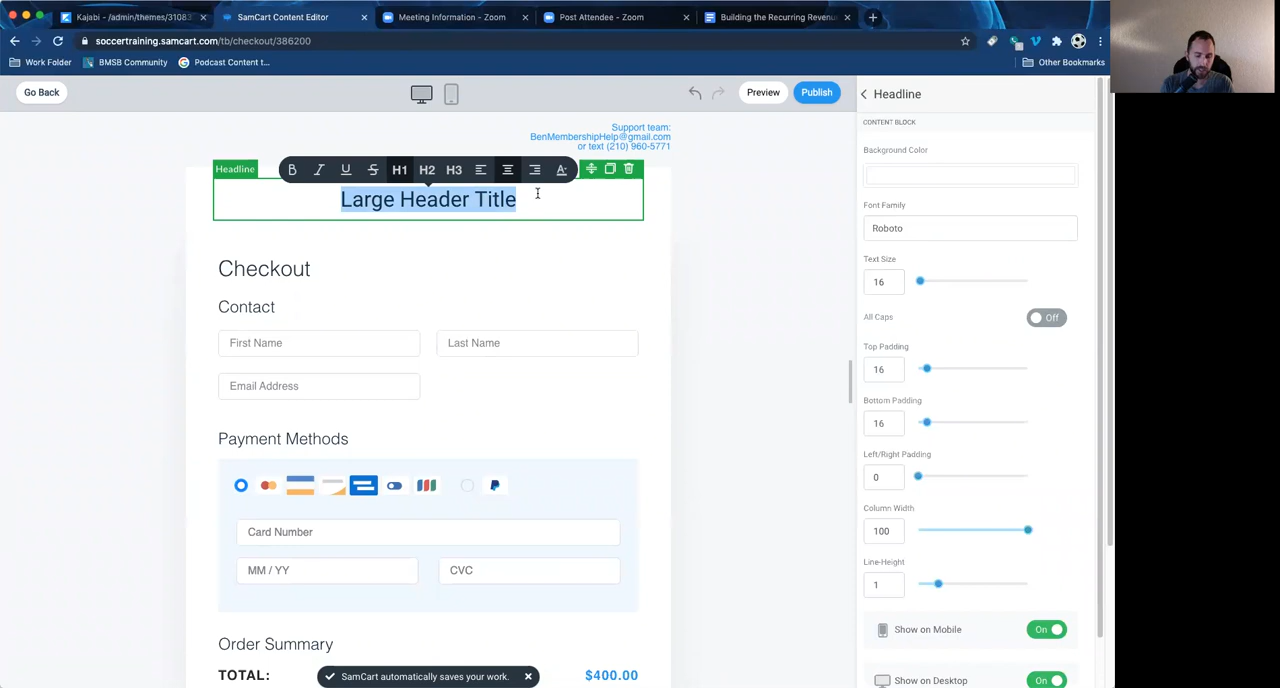 Kajabi - /admin/themes/31083
SamCart Content Editor
Meeting Information - Zoom
Post Attendee - Zoom
Building the Recurring Revenu
soccertraining.samcart.com/tb/checkout/386200
Work Folder
BMSB Community
Podcast Content t...
Other Bookmarks
Go Back
Preview
Publish
Support team:
BenMembershipHelp@gmail.com
or text (210) 960-5771
Headline
B I U S H1 H2 H3 A
Large Header Title
Checkout
Contact
First Name
Last Name
Email Address
Payment Methods
Card Number
MM / YY
CVC
Order Summary
TOTAL:
$400.00
SamCart automatically saves your work.
Headline
CONTENT BLOCK
Background Color
Font Family
Roboto
Text Size
16
All Caps
Off
Top Padding
16
Bottom Padding
16
Left/Right Padding
0
Column Width
100
Line-Height
1
Show on Mobile
On
Show on Desktop
On